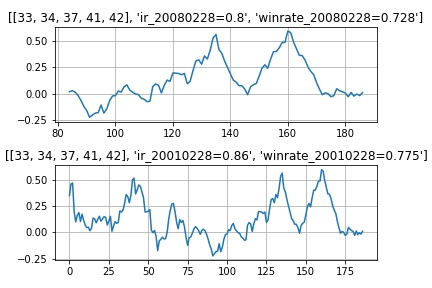 [[33, 34, 37, 41, 42], 'ir_20080228=0.8', 'winrate_20080228=0.728']
0.50
0.25
0.00
−0.25
80 100 120 140 160 180
[[33, 34, 37, 41, 42], 'ir_20010228=0.86', 'winrate_20010228=0.775']
0.50
0.25
0.00
−0.25
0 25 50 75 100 125 150 175